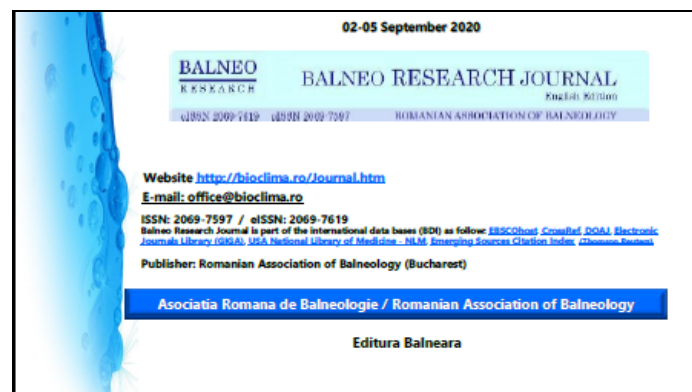 02-05 September 2020
BALNEO
RESEARCH
BALNEO RESEARCH JOURNAL
English Edition
eISSN 2069-7619 eISSN 2069-7597 ROMANIAN ASSOCIATION OF BALNEOLOGY
Website http://bioclima.ro/Journal.htm
E-mail: office@bioclima.ro
ISSN: 2069-7597 / eISSN: 2069-7619
Balneo Research Journal is part of the international data bases (BDI) as follow: EBSCOhost, CrossRef, DOAJ, Electronic
Journals Library (GIGA), USA National Library of Medicine - NLM, Emerging Sources Citation Index (Thomson Reuters)
Publisher: Romanian Association of Balneology (Bucharest)
Asociatia Romana de Balneologie / Romanian Association of Balneology
Editura Balneara